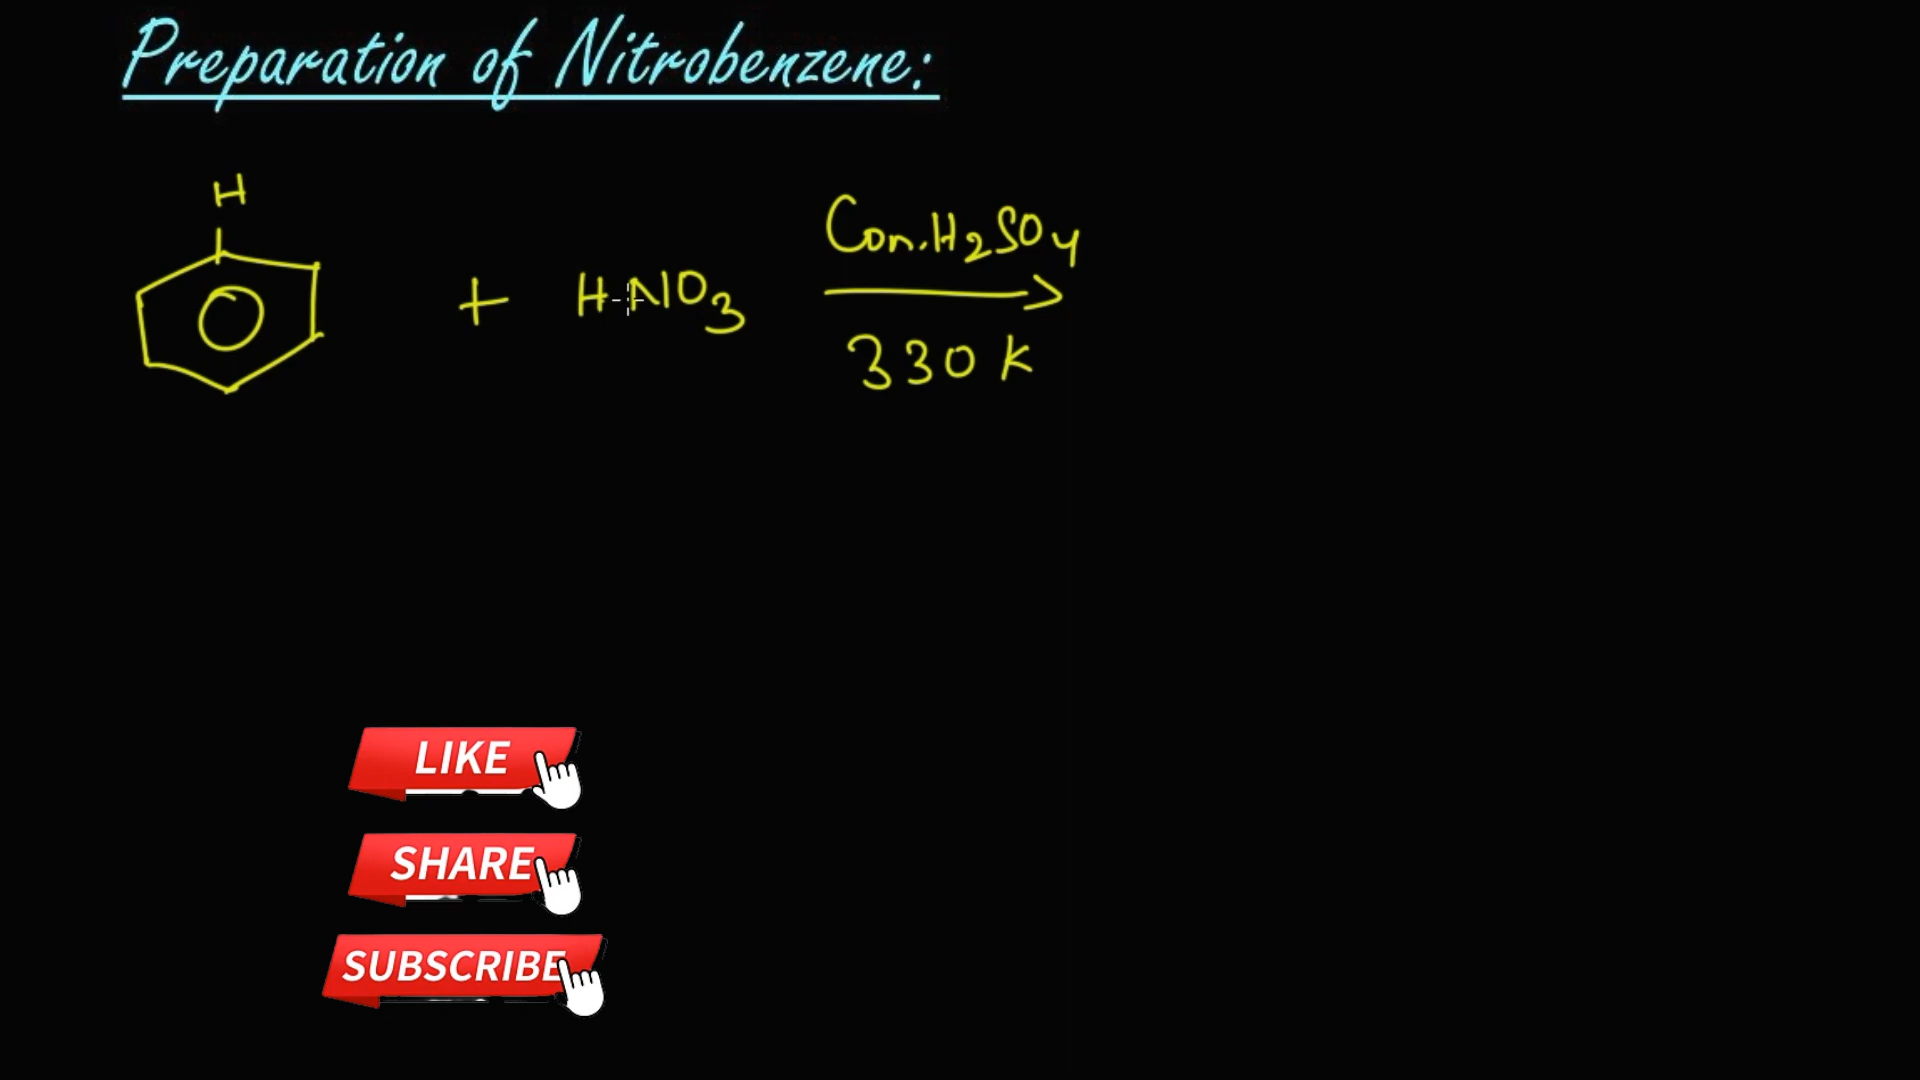 Preparation of Nitrobenzene:
H
+ HNO3
Con.H2SO4
330 K
LIKE
SHARE
SUBSCRIBE